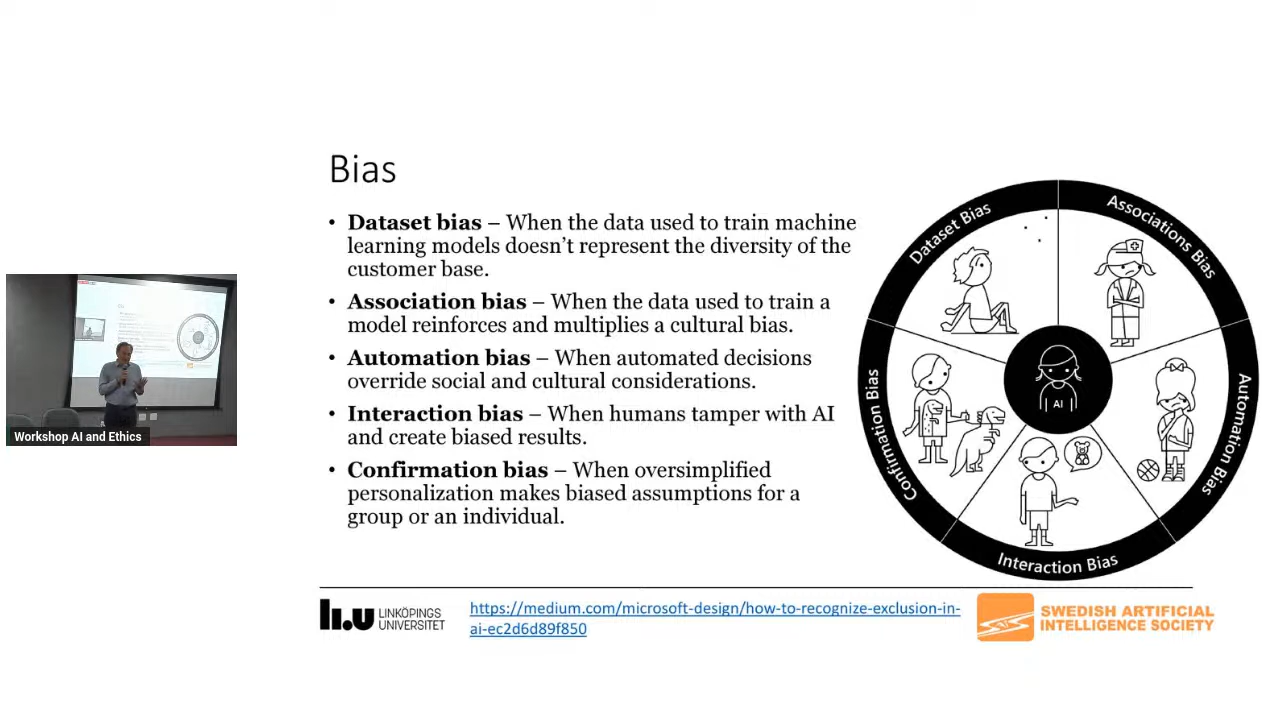 Bias
• Dataset bias – When the data used to train machine
learning models doesn’t represent the diversity of the
customer base.
• Association bias – When the data used to train a
model reinforces and multiplies a cultural bias.
• Automation bias – When automated decisions
override social and cultural considerations.
• Interaction bias – When humans tamper with AI
and create biased results.
• Confirmation bias – When oversimplified
personalization makes biased assumptions for a
group or an individual.
Dataset Bias
Associations Bias
Automation Bias
Interaction Bias
Confirmation Bias
AI
Workshop AI and Ethics
li.u LINKÖPINGS
UNIVERSITET
https://medium.com/microsoft-design/how-to-recognize-exclusion-in-
ai-ec2d6d89f850
SWEDISH ARTIFICIAL
INTELLIGENCE SOCIETY